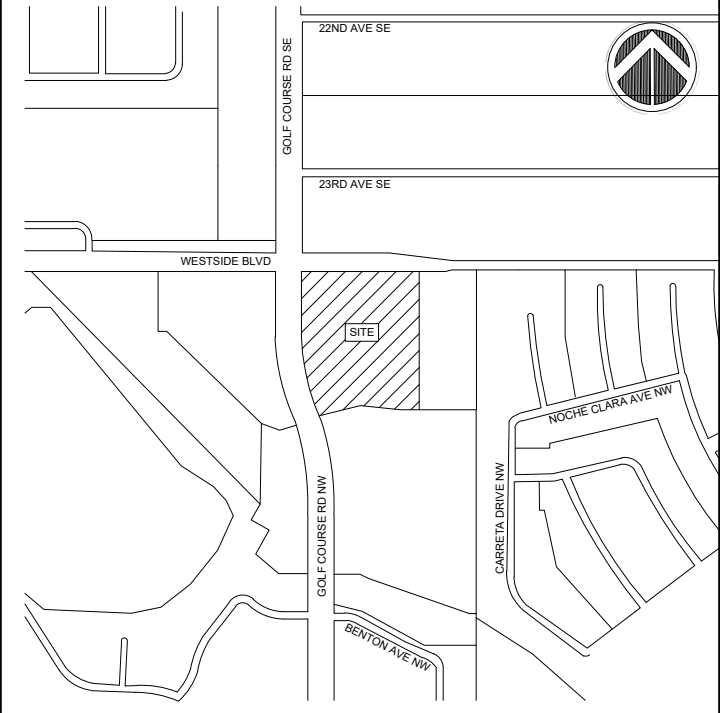 22ND AVE SE
GOLF COURSE RD SE
23RD AVE SE
WESTSIDE BLVD
SITE
NOCHE CLARA AVE NW
CARRETA DRIVE NW
GOLF COURSE RD NW
BENTON AVE NW